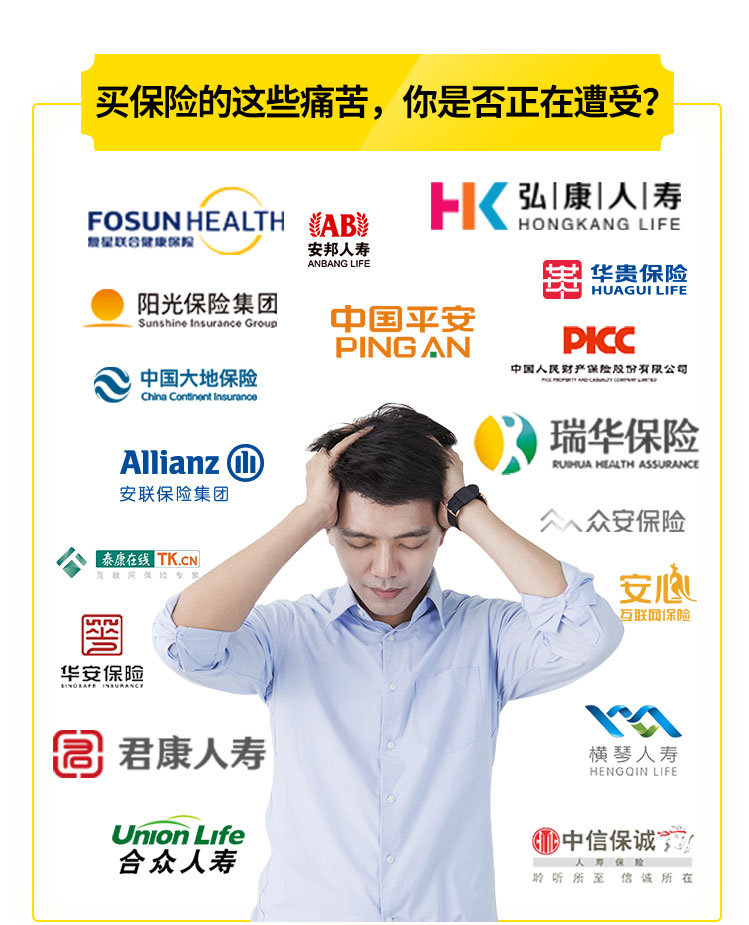 买保险的这些痛苦，你是否正在遭受？
FOSUN HEALTH
复星联合健康保险
AB
安邦人寿
ANBANG LIFE
HK
弘|康|人|寿
HONGKANG LIFE
华贵保险
HUAGUI LIFE
阳光保险集团
Sunshine Insurance Group
中国平安
PING AN
PICC
中国人民财产保险股份有限公司
PICC PROPERTY AND CASUALTY COMPANY LIMITED
中国大地保险
China Continent Insurance
Allianz
安联保险集团
瑞华保险
RUIHUA HEALTH ASSURANCE
众安保险
泰康在线 TK.CN
互联网保险专家
安心
互联网保险
华安保险
SINOSAFE INSURANCE
君康人寿
横琴人寿
HENGQIN LIFE
Union Life
合众人寿
中信保诚
人寿保险
聆听所至 信诚所在